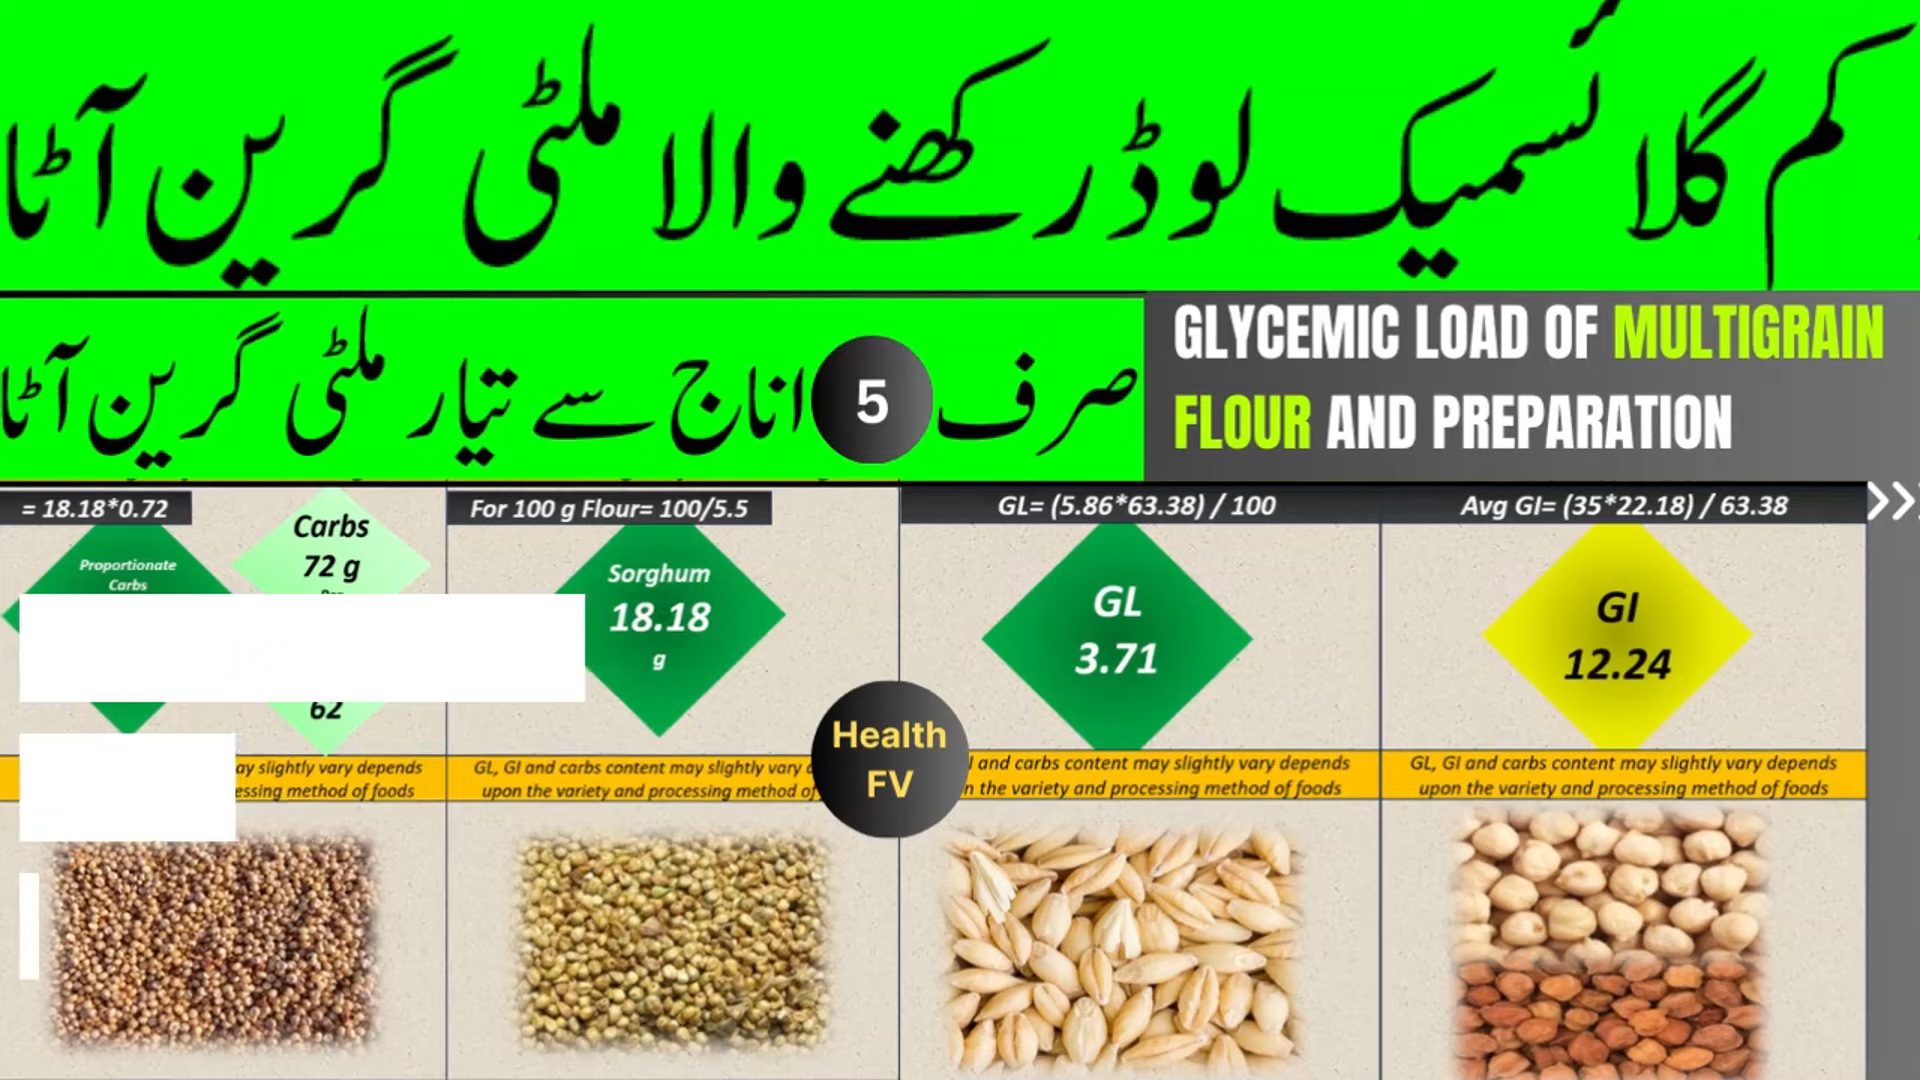 کم گلائسمیک لوڈ رکھنے والا ملٹی گرین آٹا
صرف 5 اناج سے تیار ملٹی گرین آٹا
GLYCEMIC LOAD OF MULTIGRAIN
FLOUR AND PREPARATION
= 18.18*0.72
For 100 g Flour= 100/5.5
GL= (5.86*63.38) / 100
Avg GI= (35*22.18) / 63.38
Proportionate
Carbs
Carbs
72 g
62
Sorghum
18.18
g
GL
3.71
GI
12.24
Health
FV
slightly vary depends
method of foods
GL, GI and carbs content may slightly vary
upon the variety and processing method of
and carbs content may slightly vary depends
the variety and processing method of foods
GL, GI and carbs content may slightly vary depends
upon the variety and processing method of foods